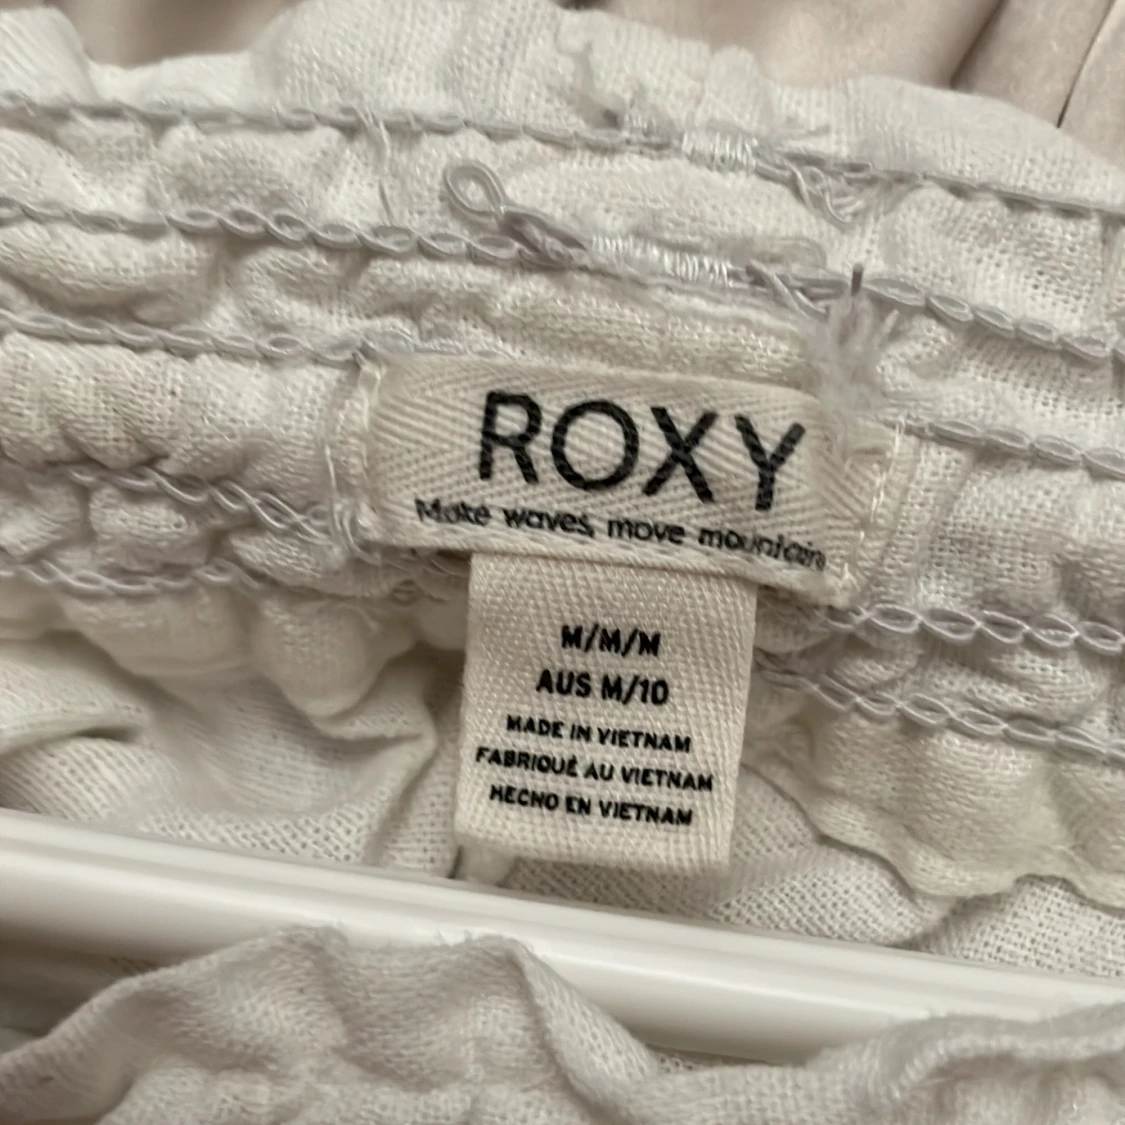 ROXY
Make waves, move mountains
M/M/M
AUS M/10
MADE IN VIETNAM
FABRIQUÉ AU VIETNAM
HECHO EN VIETNAM